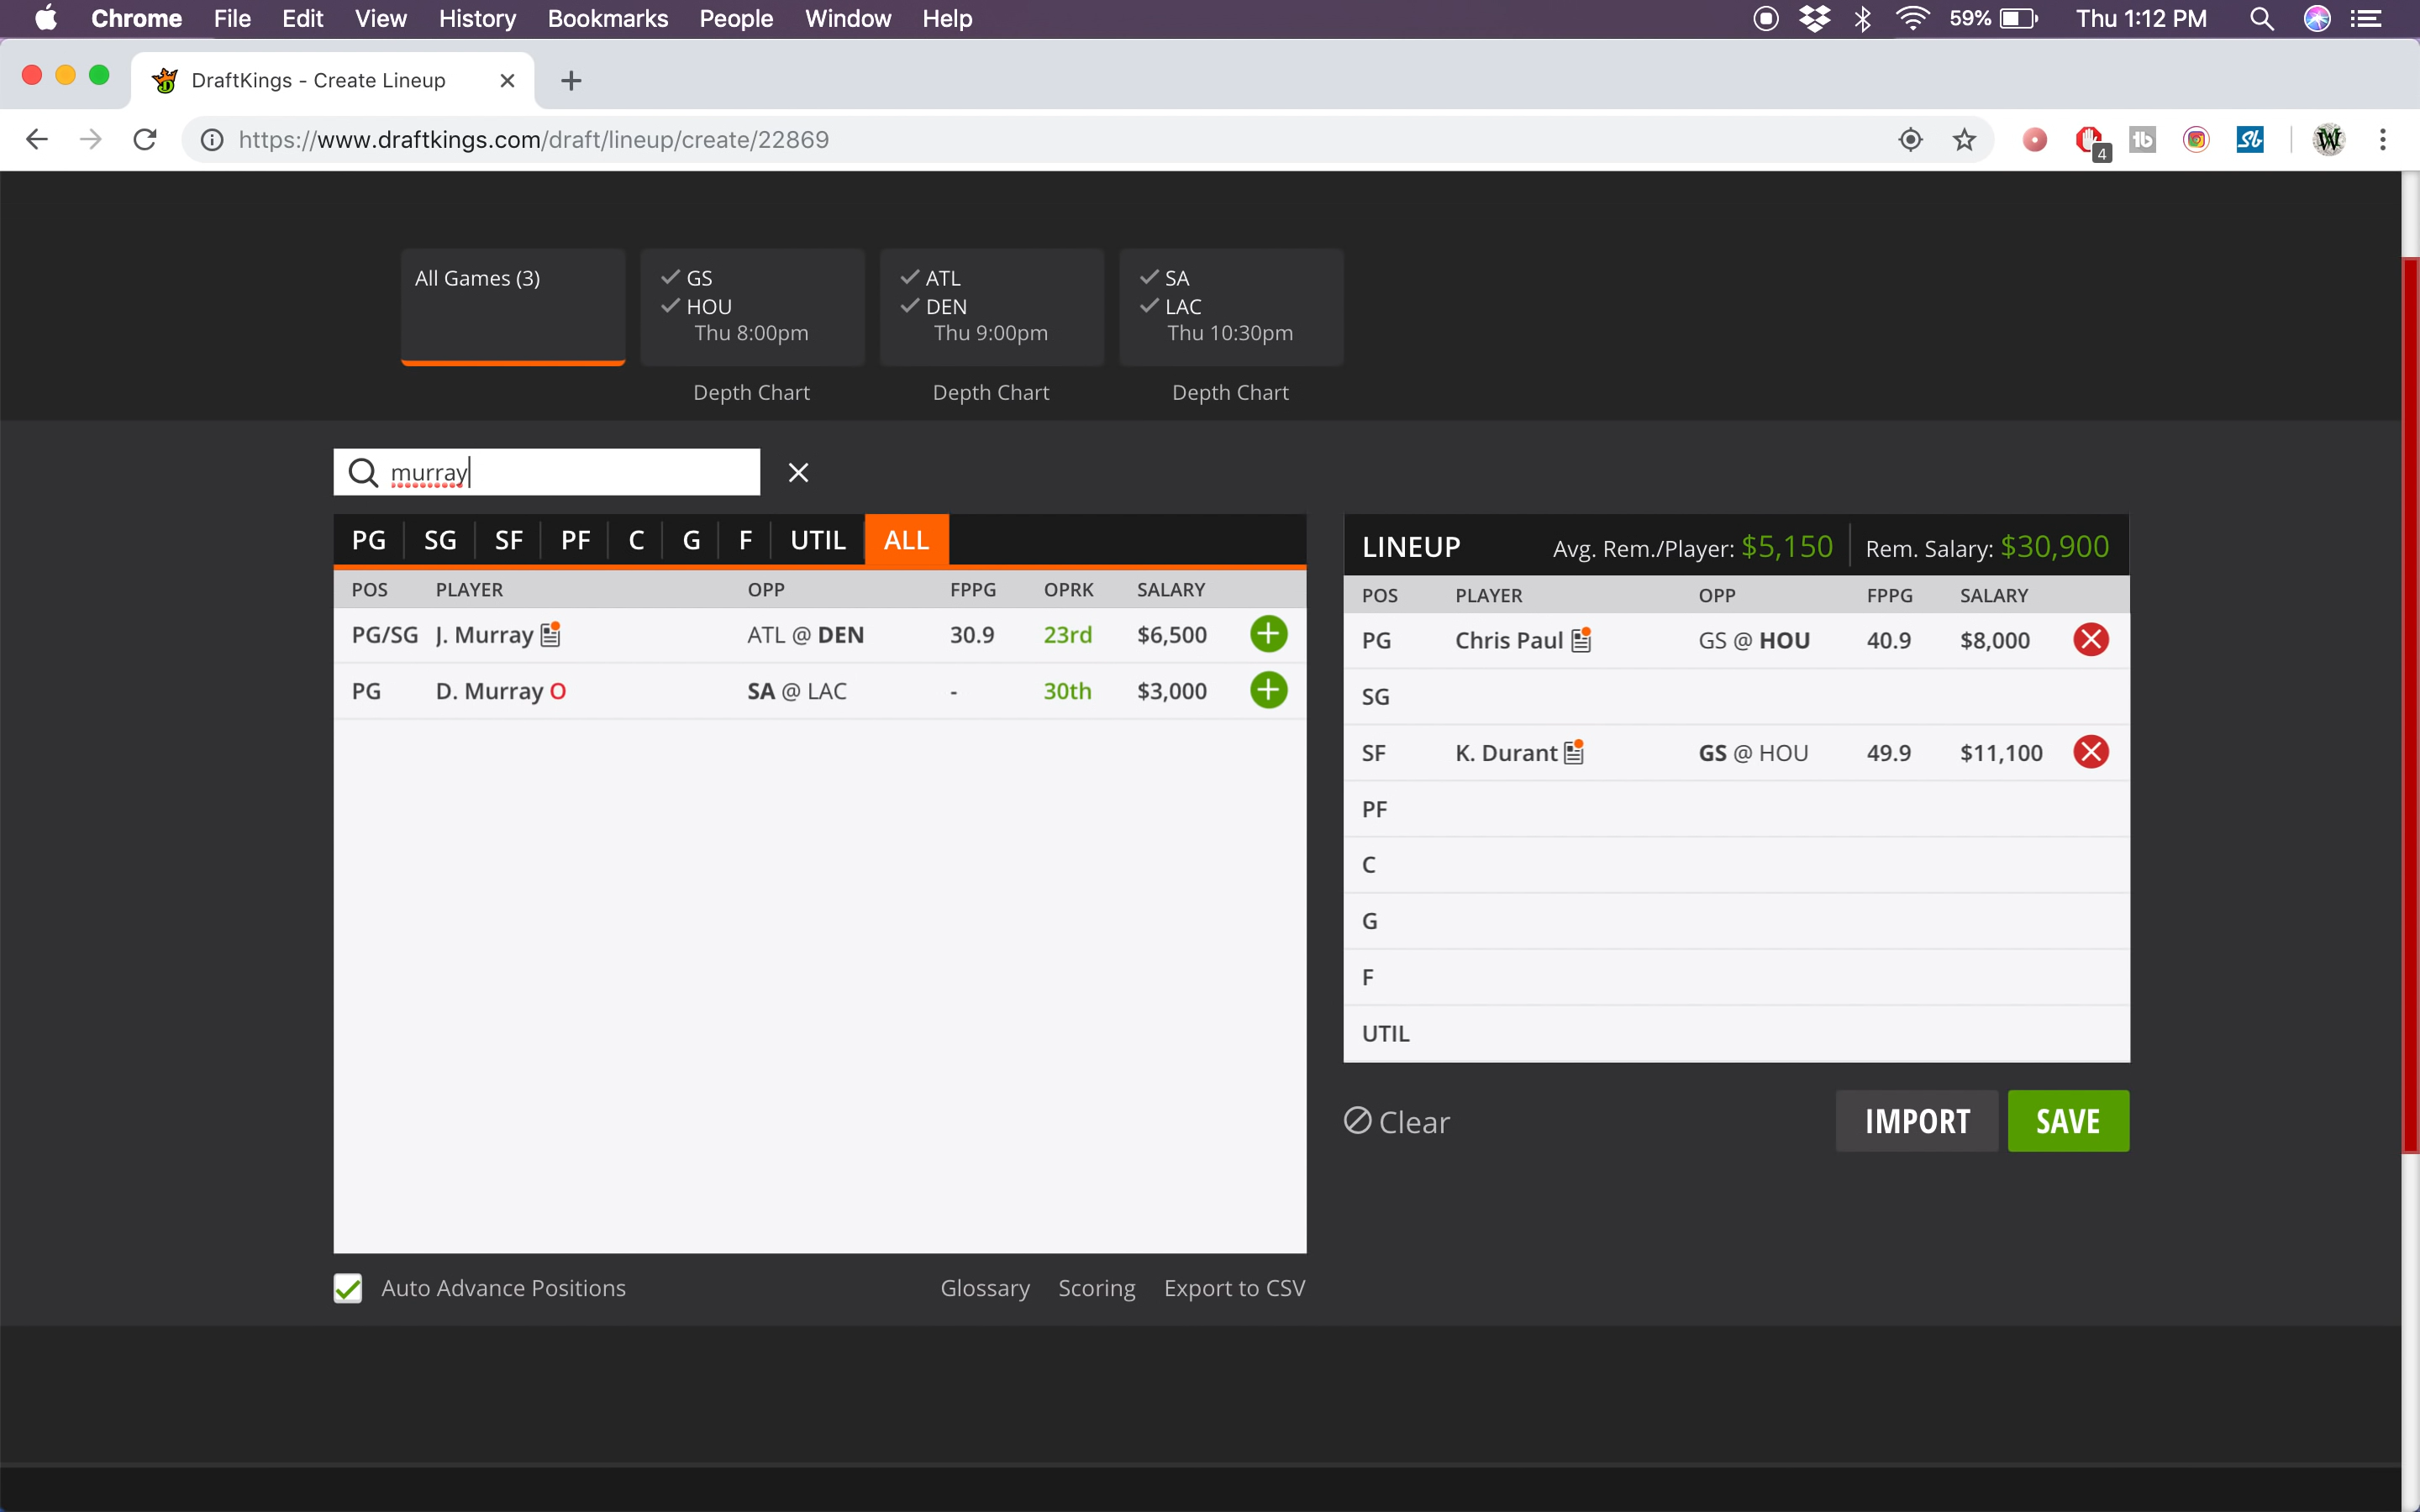 Chrome File Edit View History Bookmarks People Window Help 59% Thu 1:12 PM
DraftKings - Create Lineup
https://www.draftkings.com/draft/lineup/create/22869
4
All Games (3)
GS
HOU
Thu 8:00pm
Depth Chart
ATL
DEN
Thu 9:00pm
Depth Chart
SA
LAC
Thu 10:30pm
Depth Chart
murray
PG SG SF PF C G F UTIL ALL
POS PLAYER OPP FPPG OPRK SALARY
PG/SG J. Murray ATL @ DEN 30.9 23rd $6,500
PG D. Murray O SA @ LAC - 30th $3,000
Auto Advance Positions Glossary Scoring Export to CSV
LINEUP Avg. Rem./Player: $5,150 Rem. Salary: $30,900
POS PLAYER OPP FPPG SALARY
PG Chris Paul GS @ HOU 40.9 $8,000
SG
SF K. Durant GS @ HOU 49.9 $11,100
PF
C
G
F
UTIL
Clear IMPORT SAVE